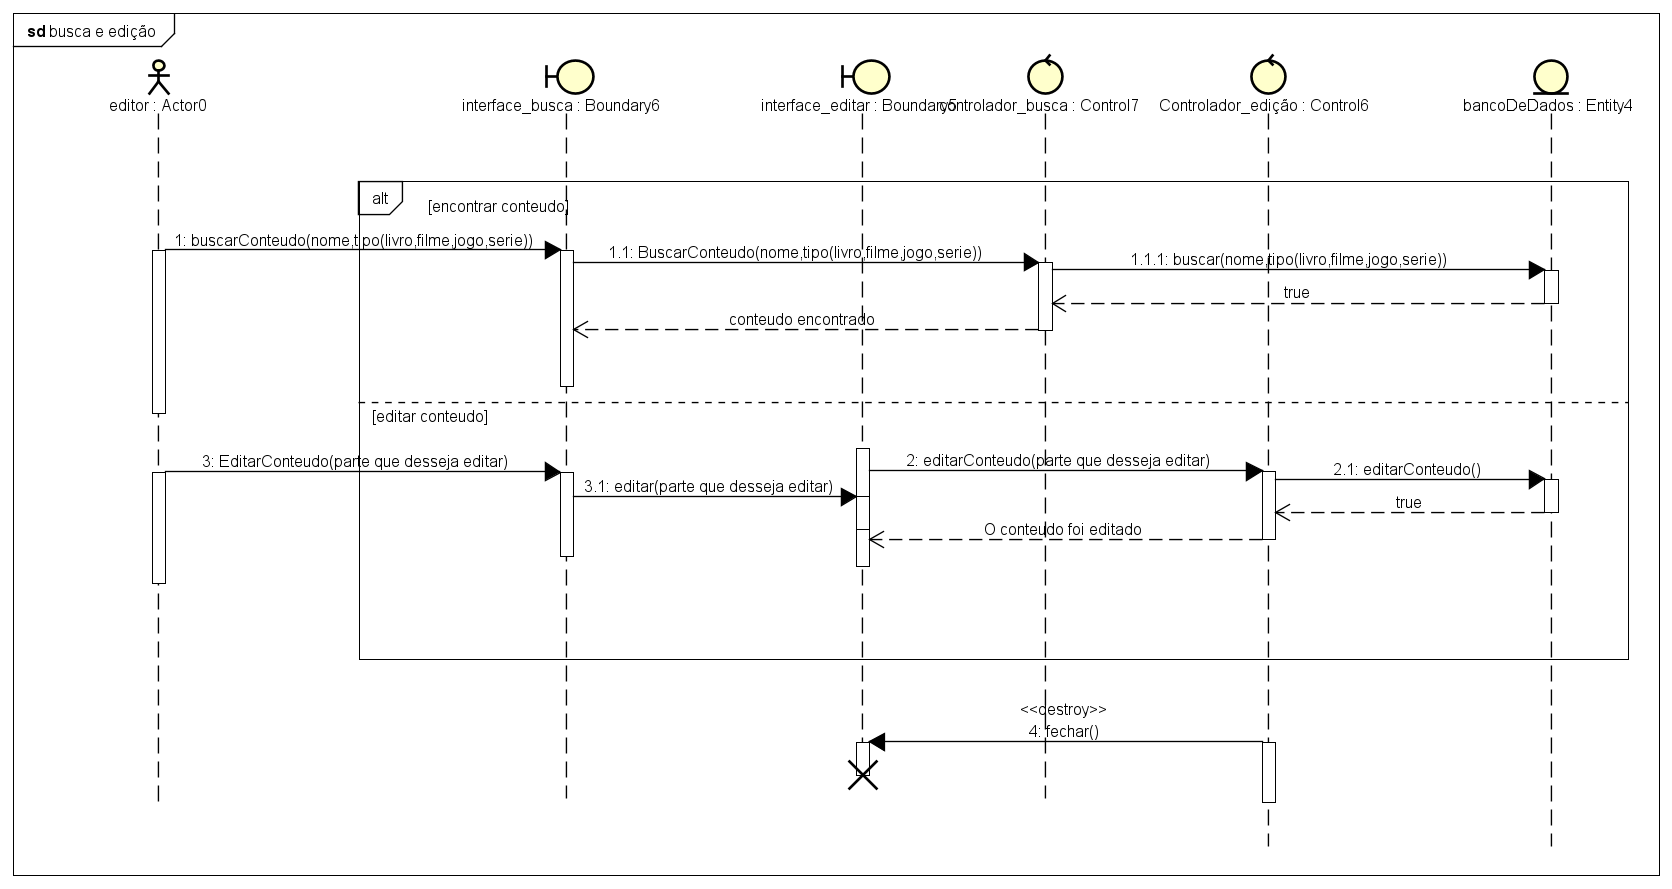 sd busca e edição
editor : Actor0
interface_busca : Boundary6
interface_editar : Boundary5
controlador_busca : Control7
Controlador_edição : Control6
bancoDeDados : Entity4
alt
[encontrar conteudo]
1: buscarConteudo(nome,tipo(livro,filme,jogo,serie))
1.1: BuscarConteudo(nome,tipo(livro,filme,jogo,serie))
1.1.1: buscar(nome,tipo(livro,filme,jogo,serie))
true
conteudo encontrado
[editar conteudo]
3: EditarConteudo(parte que desseja editar)
2: editarConteudo(parte que desseja editar)
2.1: editarConteudo()
3.1: editar(parte que desseja editar)
true
O conteudo foi editado
<<destroy>>
4: fechar()